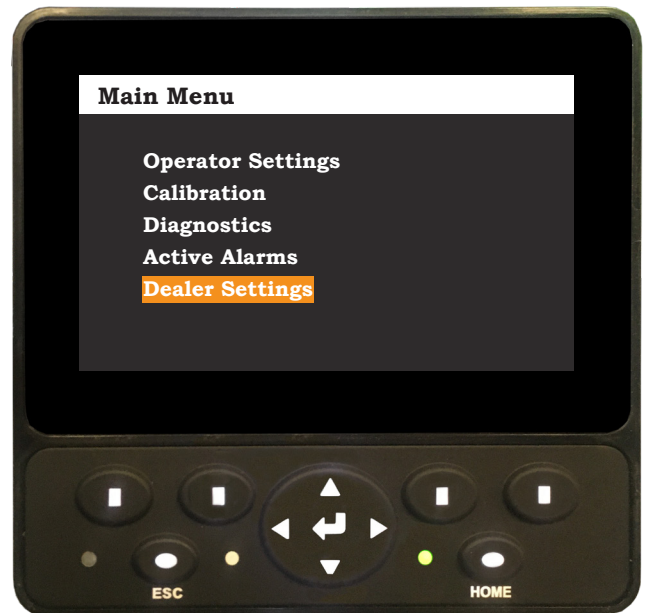 Main Menu
Operator Settings
Calibration
Diagnostics
Active Alarms
Dealer Settings
ESC
HOME